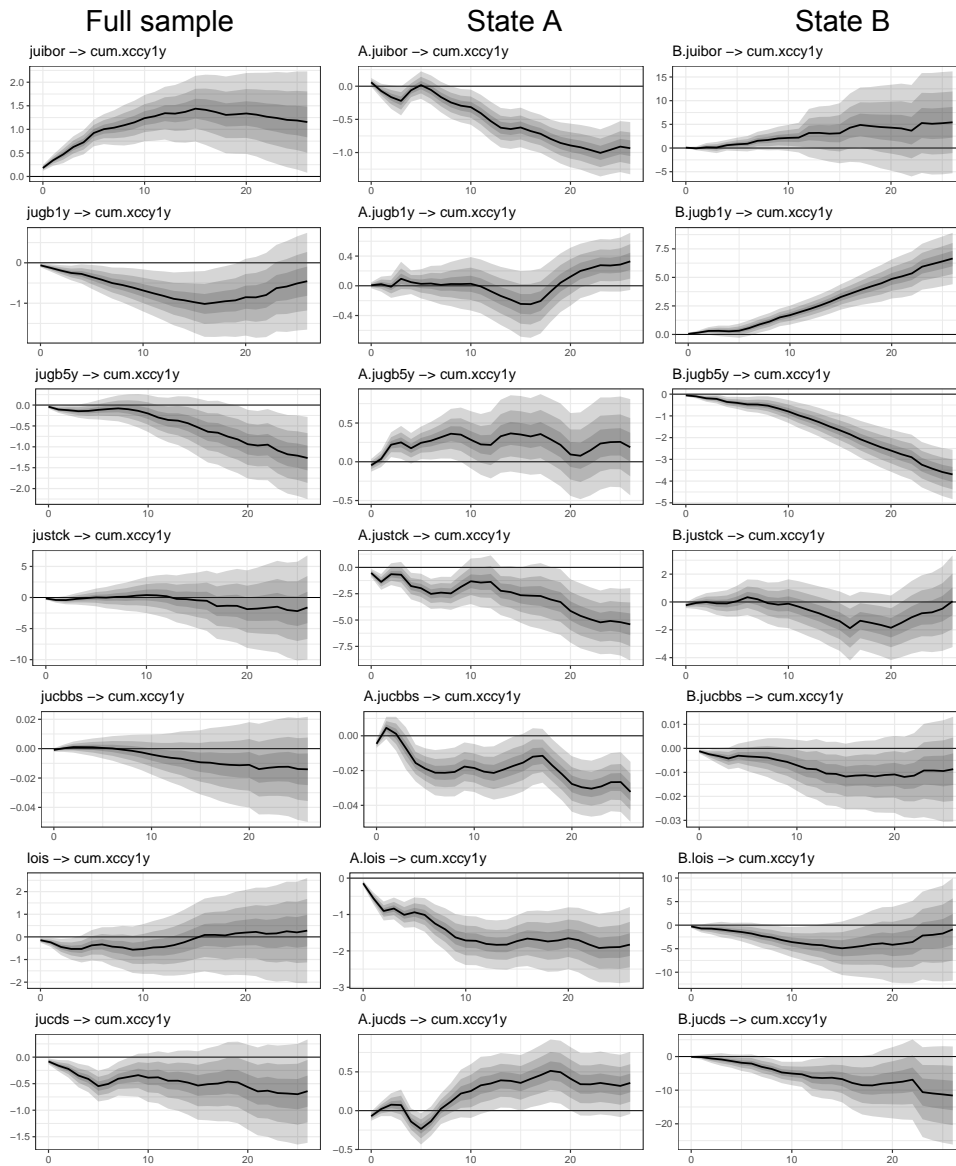 Full sample State A State B
juibor −> cum.xccy1y A.juibor −> cum.xccy1y B.juibor −> cum.xccy1y
2.0
1.5
1.0
0.5
0.0
0 10 20
0.0
−1.0
0 10 20
15
10
5
0
−5
0 10 20
jugb1y −> cum.xccy1y A.jugb1y −> cum.xccy1y B.jugb1y −> cum.xccy1y
0
−1
0 10 20
0.4
0.0
−0.4
0 10 20
7.5
5.0
2.5
0.0
0 10 20
jugb5y −> cum.xccy1y A.jugb5y −> cum.xccy1y B.jugb5y −> cum.xccy1y
0.0
−0.5
−1.0
−1.5
−2.0
0 10 20
0.5
0.0
−0.5
0 10 20
0
−1
−2
−3
−4
−5
0 10 20
justck −> cum.xccy1y A.justck −> cum.xccy1y B.justck −> cum.xccy1y
5
0
−5
−10
0 10 20
0.0
−2.5
−5.0
−7.5
0 10 20
2
0
−2
−4
0 10 20
jucbbs −> cum.xccy1y A.jucbbs −> cum.xccy1y B.jucbbs −> cum.xccy1y
0.02
0.00
−0.02
−0.04
0 10 20
0.00
−0.02
−0.04
0 10 20
0.01
0.00
−0.01
−0.02
−0.03
0 10 20
lois −> cum.xccy1y A.lois −> cum.xccy1y B.lois −> cum.xccy1y
2
1
0
−1
−2
0 10 20
0
−1
−2
−3
0 10 20
10
5
0
−5
−10
0 10 20
jucds −> cum.xccy1y A.jucds −> cum.xccy1y B.jucds −> cum.xccy1y
0.0
−0.5
−1.0
−1.5
0 10 20
0.5
0.0
−0.5
0 10 20
0
−10
−20
0 10 20